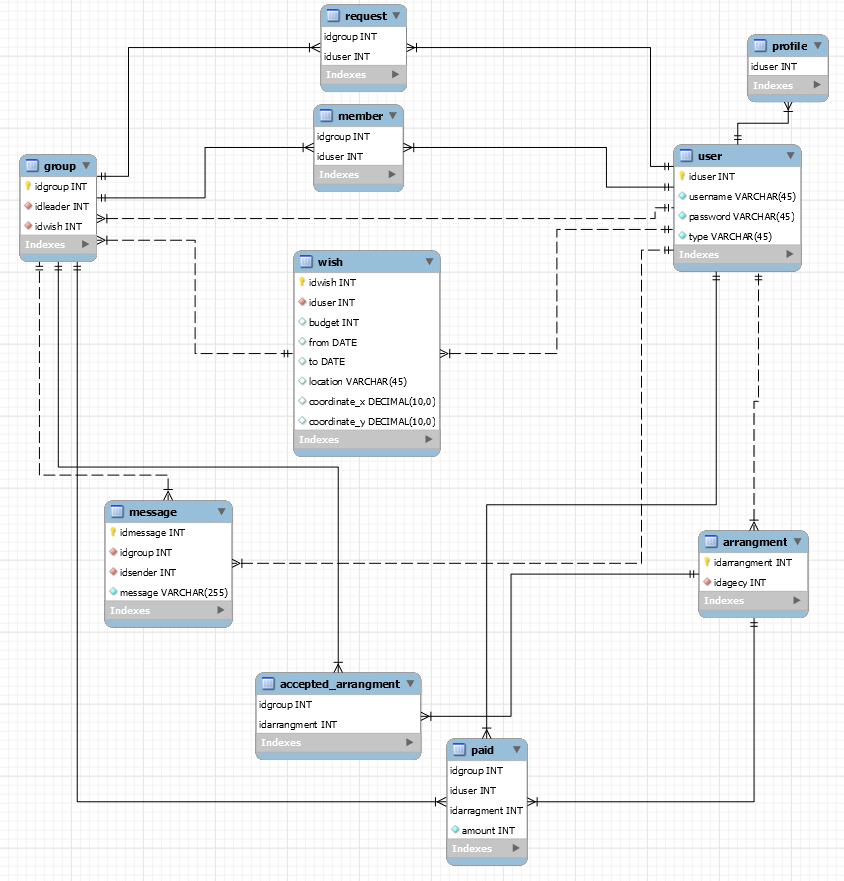 request
idgroup INT
iduser INT
Indexes
profile
iduser INT
Indexes
member
idgroup INT
iduser INT
Indexes
group
idgroup INT
idleader INT
idwish INT
Indexes
user
iduser INT
username VARCHAR(45)
password VARCHAR(45)
type VARCHAR(45)
Indexes
wish
idwish INT
iduser INT
budget INT
from DATE
to DATE
location VARCHAR(45)
coordinate_x DECIMAL(10,0)
coordinate_y DECIMAL(10,0)
Indexes
message
idmessage INT
idgroup INT
idsender INT
message VARCHAR(255)
Indexes
arrangment
idarrangment INT
idagecy INT
Indexes
accepted_arrangment
idgroup INT
idarrangment INT
Indexes
paid
idgroup INT
iduser INT
idarragment INT
amount INT
Indexes